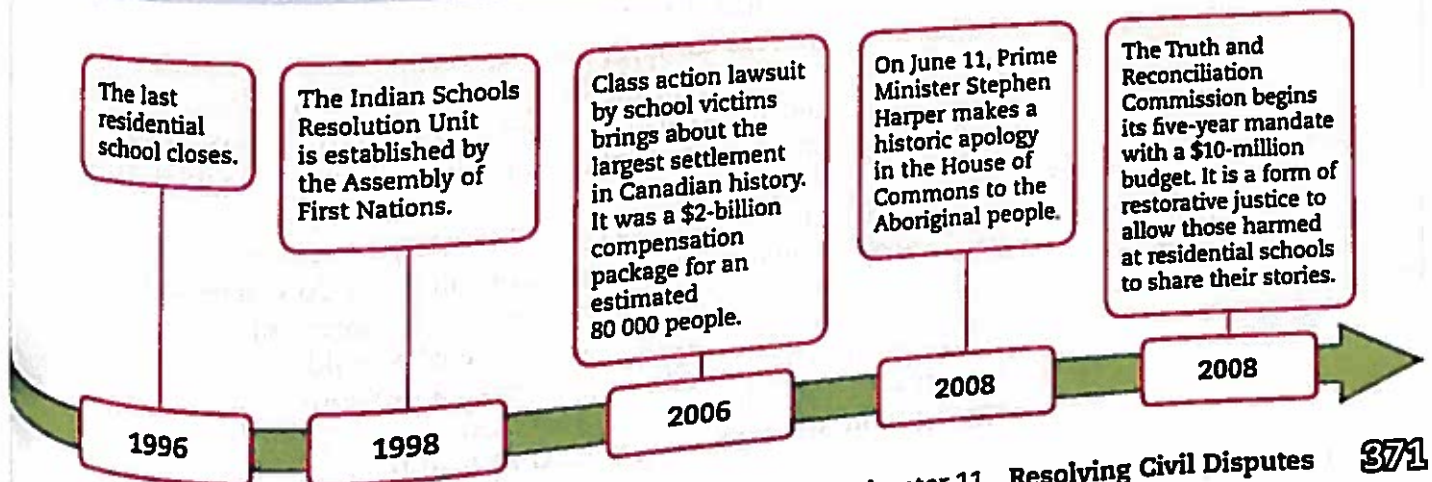 The last
residential
school closes.
The Indian Schools
Resolution Unit
is established by
the Assembly of
First Nations.
Class action lawsuit
by school victims
brings about the
largest settlement
in Canadian history.
It was a $2-billion
compensation
package for an
estimated
80 000 people.
On June 11, Prime
Minister Stephen
Harper makes a
historic apology
in the House of
Commons to the
Aboriginal people.
The Truth and
Reconciliation
Commission begins
its five-year mandate
with a $10-million
budget. It is a form of
restorative justice to
allow those harmed
at residential schools
to share their stories.
1996
1998
2006
2008
2008
11 Resolving Civil Disputes 371